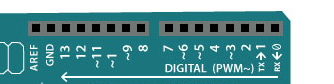 AREF
GND
13
12
~11
~1
~9
8
7
~6
~5
4
~3
2
TX→1
RX←0
DIGITAL (PWM~)